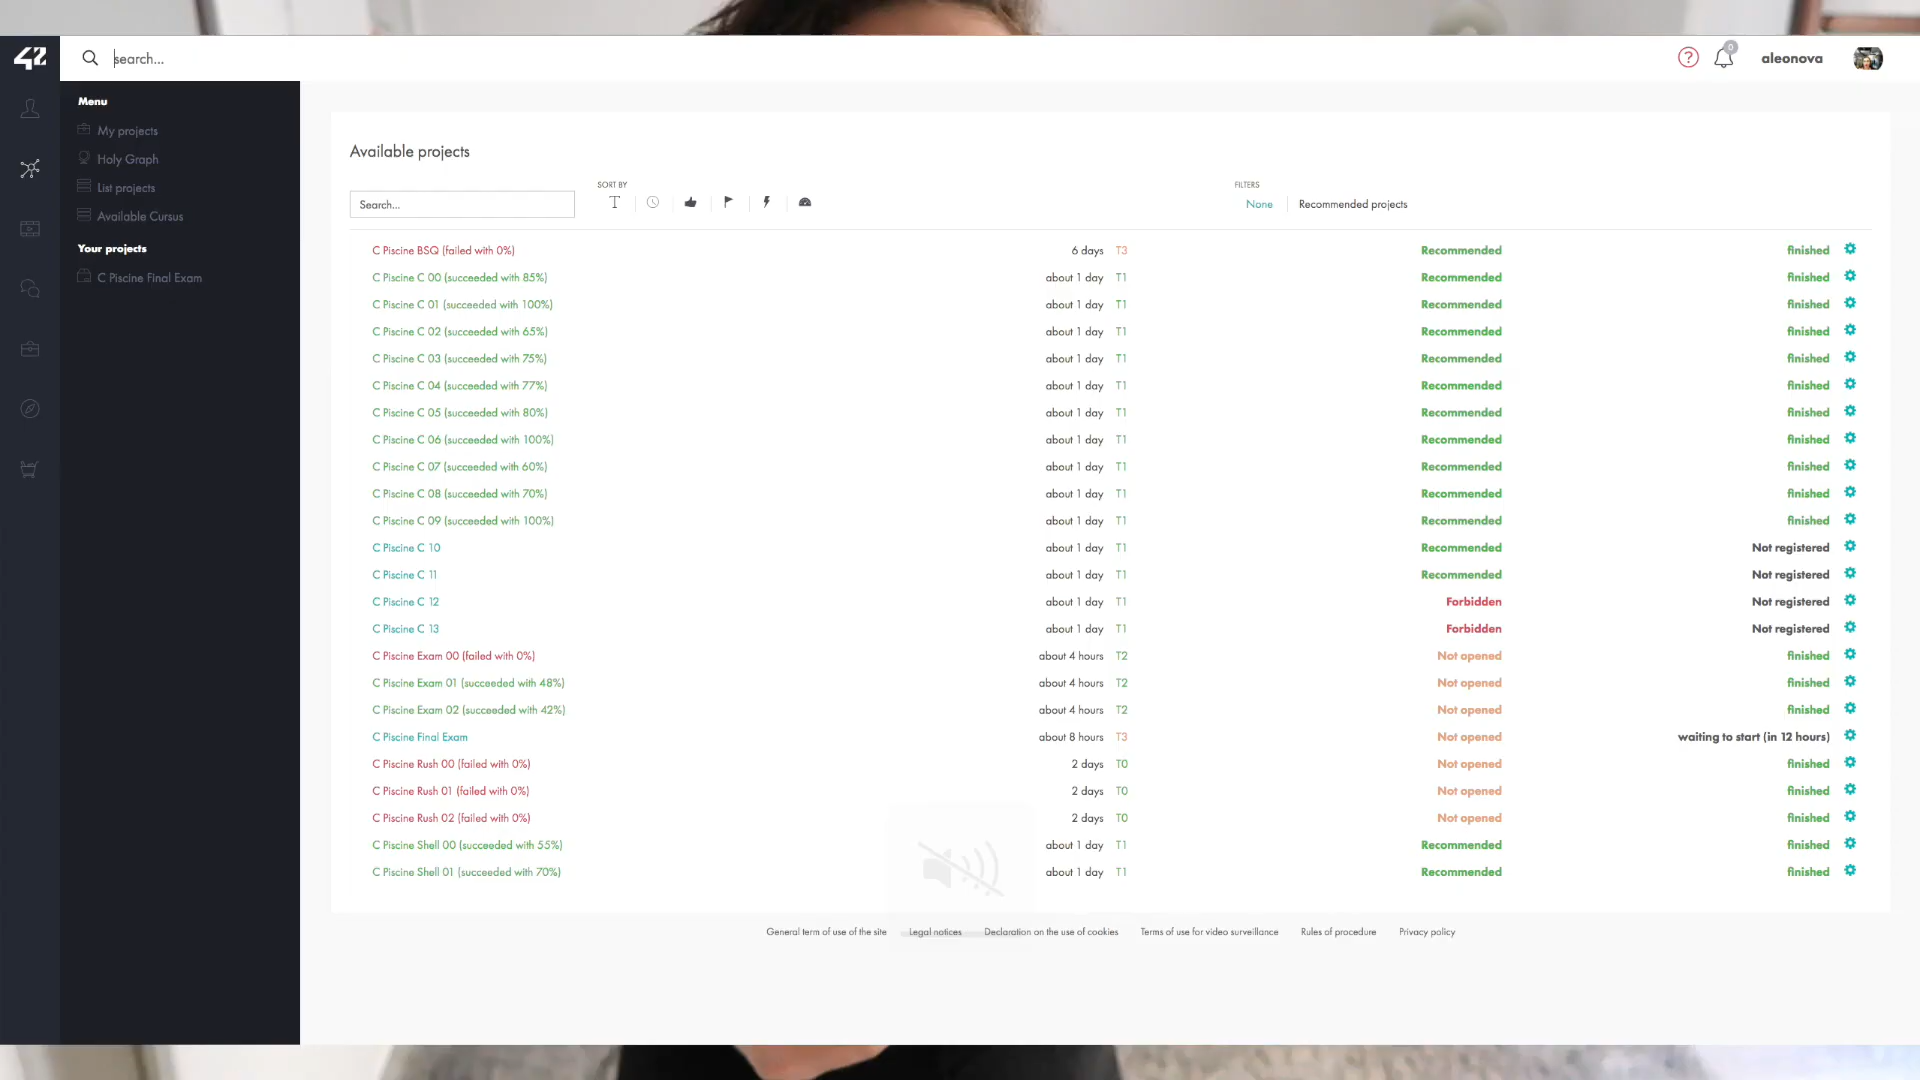 42
search...
0
aleonova
Menu
My projects
Holy Graph
List projects
Available Cursus
Your projects
C Piscine Final Exam
Available projects
SORT BY
FILTERS
Search...
T
None
Recommended projects
C Piscine BSQ (failed with 0%) 6 days T3 Recommended finished
C Piscine C 00 (succeeded with 85%) about 1 day T1 Recommended finished
C Piscine C 01 (succeeded with 100%) about 1 day T1 Recommended finished
C Piscine C 02 (succeeded with 65%) about 1 day T1 Recommended finished
C Piscine C 03 (succeeded with 75%) about 1 day T1 Recommended finished
C Piscine C 04 (succeeded with 77%) about 1 day T1 Recommended finished
C Piscine C 05 (succeeded with 80%) about 1 day T1 Recommended finished
C Piscine C 06 (succeeded with 100%) about 1 day T1 Recommended finished
C Piscine C 07 (succeeded with 60%) about 1 day T1 Recommended finished
C Piscine C 08 (succeeded with 70%) about 1 day T1 Recommended finished
C Piscine C 09 (succeeded with 100%) about 1 day T1 Recommended finished
C Piscine C 10 about 1 day T1 Recommended Not registered
C Piscine C 11 about 1 day T1 Recommended Not registered
C Piscine C 12 about 1 day T1 Forbidden Not registered
C Piscine C 13 about 1 day T1 Forbidden Not registered
C Piscine Exam 00 (failed with 0%) about 4 hours T2 Not opened finished
C Piscine Exam 01 (succeeded with 48%) about 4 hours T2 Not opened finished
C Piscine Exam 02 (succeeded with 42%) about 4 hours T2 Not opened finished
C Piscine Final Exam about 8 hours T3 Not opened waiting to start (in 12 hours)
C Piscine Rush 00 (failed with 0%) 2 days T0 Not opened finished
C Piscine Rush 01 (failed with 0%) 2 days T0 Not opened finished
C Piscine Rush 02 (failed with 0%) 2 days T0 Not opened finished
C Piscine Shell 00 (succeeded with 55%) about 1 day T1 Recommended finished
C Piscine Shell 01 (succeeded with 70%) about 1 day T1 Recommended finished
General term of use of the site Legal notices Declaration on the use of cookies Terms of use for video surveillance Rules of procedure Privacy policy